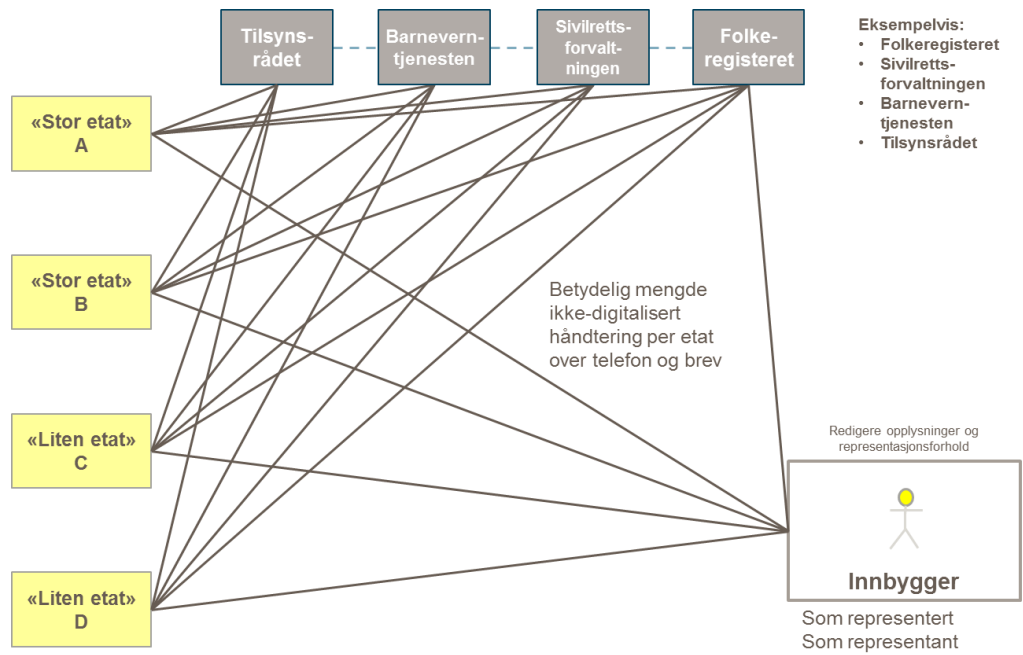 Tilsyns-
rådet
Barnevern-
tjenesten
Sivilretts-
forvalt-
ningen
Folke-
registeret
Eksempelvis:
• Folkeregisteret
• Sivilretts-
forvaltningen
• Barnevern-
tjenesten
• Tilsynsrådet
«Stor etat»
A
«Stor etat»
B
Betydelig mengde
ikke-digitalisert
håndtering per etat
over telefon og brev
«Liten etat»
C
Redigere opplysninger og
representasjonsforhold
Innbygger
«Liten etat»
D
Som representert
Som representant